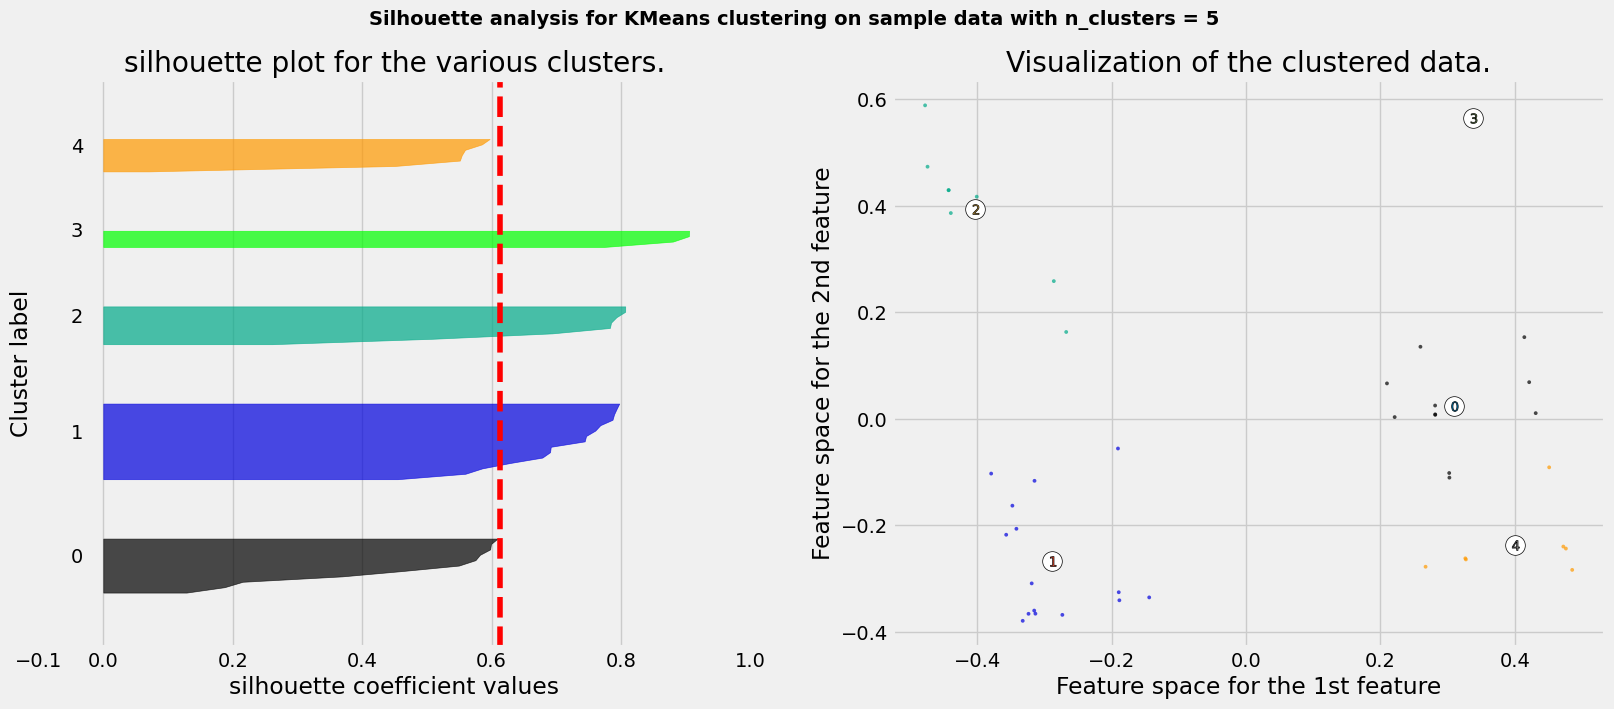 Silhouette analysis for KMeans clustering on sample data with n_clusters = 5
silhouette plot for the various clusters.
Cluster label
4
3
2
1
0
−0.1 0.0 0.2 0.4 0.6 0.8 1.0
silhouette coefficient values
Visualization of the clustered data.
Feature space for the 2nd feature
0.6
0.4
0.2
0.0
−0.2
−0.4
3
2
0
4
1
−0.4 −0.2 0.0 0.2 0.4
Feature space for the 1st feature